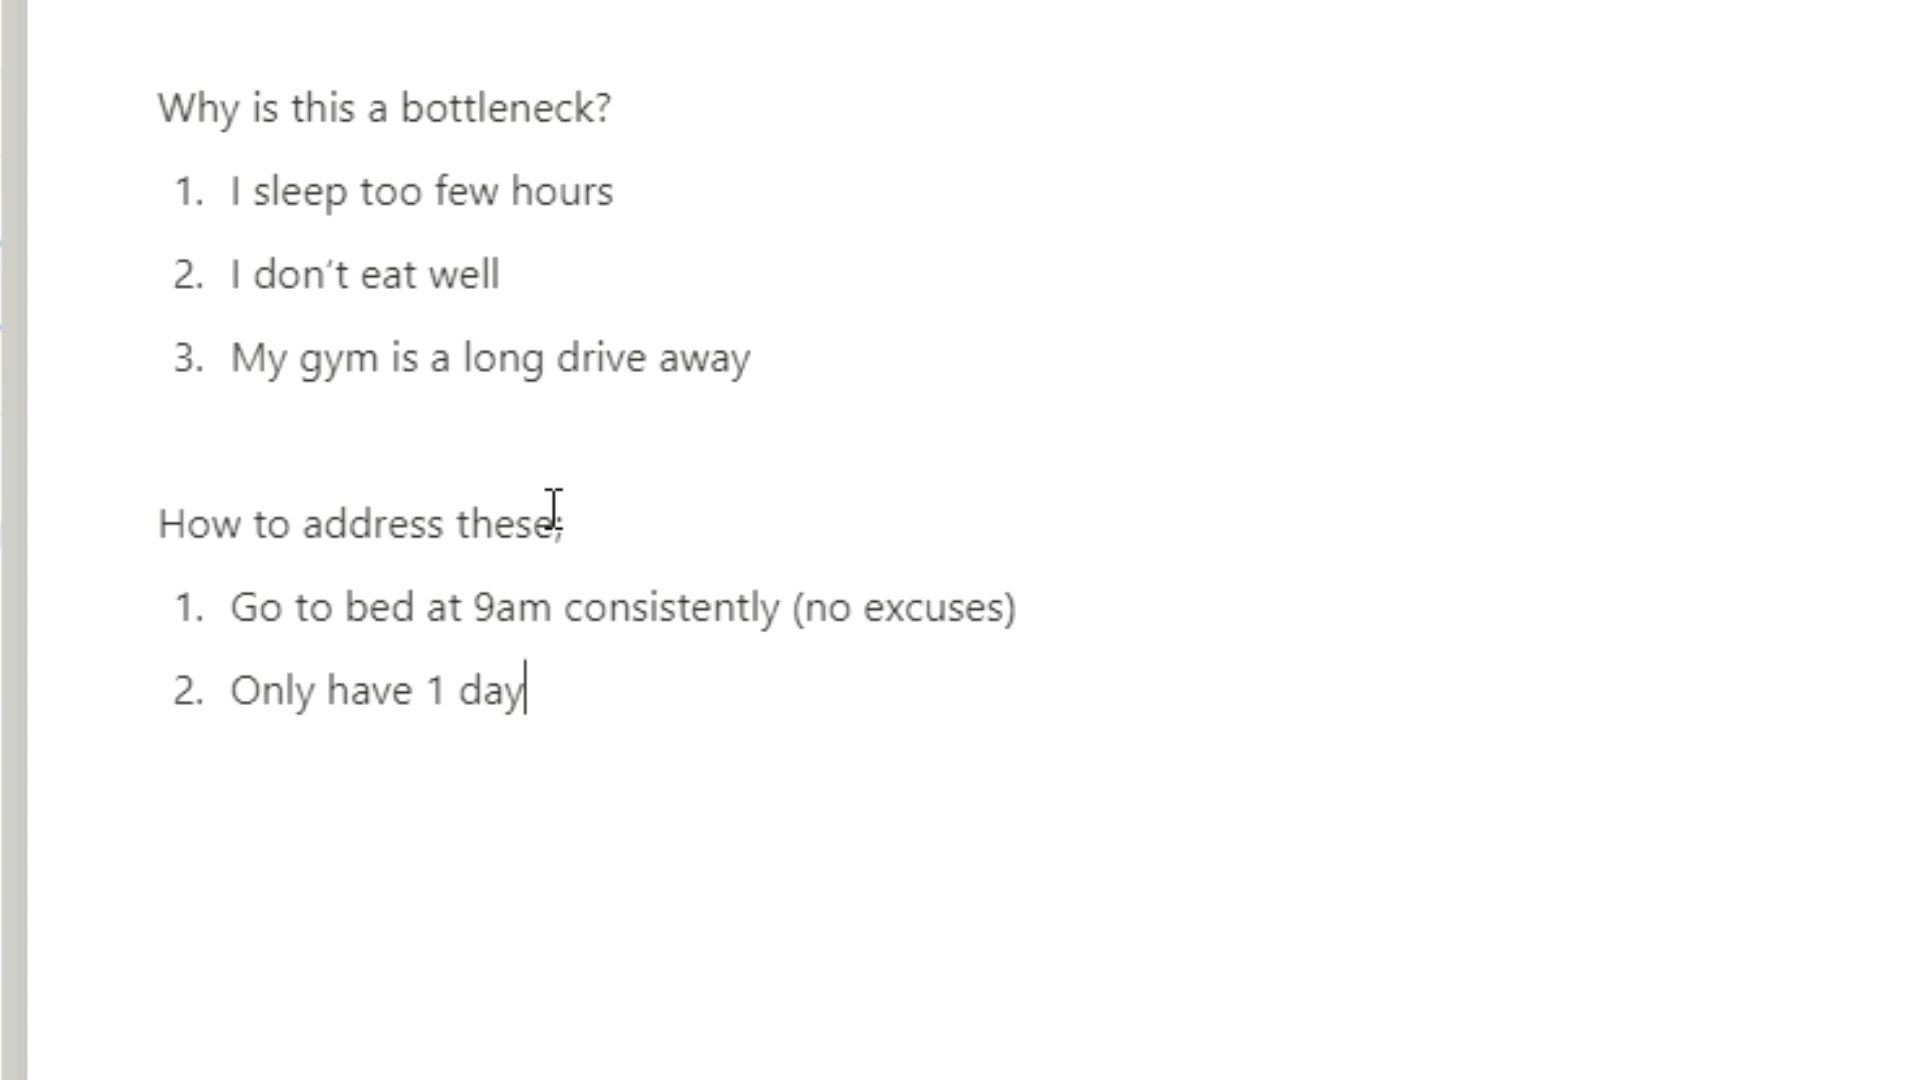 Why is this a bottleneck?
1. I sleep too few hours
2. I don't eat well
3. My gym is a long drive away
How to address these;
1. Go to bed at 9am consistently (no excuses)
2. Only have 1 day